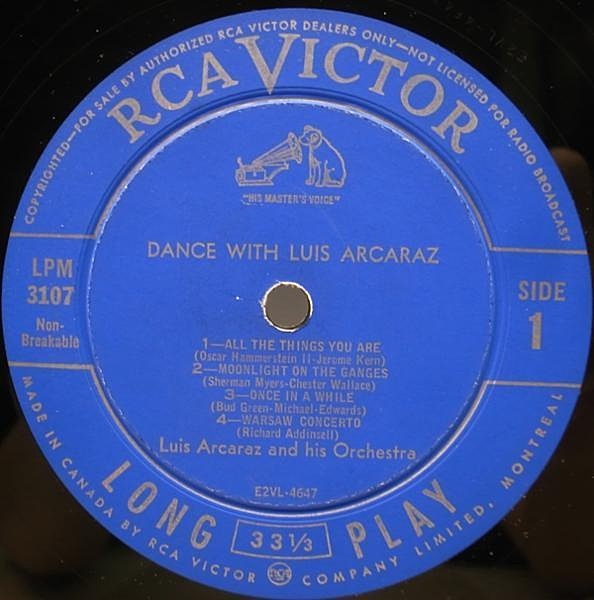 COPYRIGHTED—FOR SALE BY AUTHORIZED RCA VICTOR DEALERS ONLY—NOT LICENSED FOR RADIO BROADCAST
RCA VICTOR
"HIS MASTER'S VOICE"
DANCE WITH LUIS ARCARAZ
LPM
3107
Non-
Breakable
SIDE
1
1—ALL THE THINGS YOU ARE
(Oscar Hammerstein II-Jerome Kern)
2—MOONLIGHT ON THE GANGES
(Sherman Myers-Chester Wallace)
3—ONCE IN A WHILE
(Bud Green-Michael-Edwards)
4—WARSAW CONCERTO
(Richard Addinsell)
Luis Arcaraz and his Orchestra
E2VL-4647
LONG 33⅓ PLAY
MADE IN CANADA BY RCA VICTOR RCA COMPANY LIMITED, MONTREAL